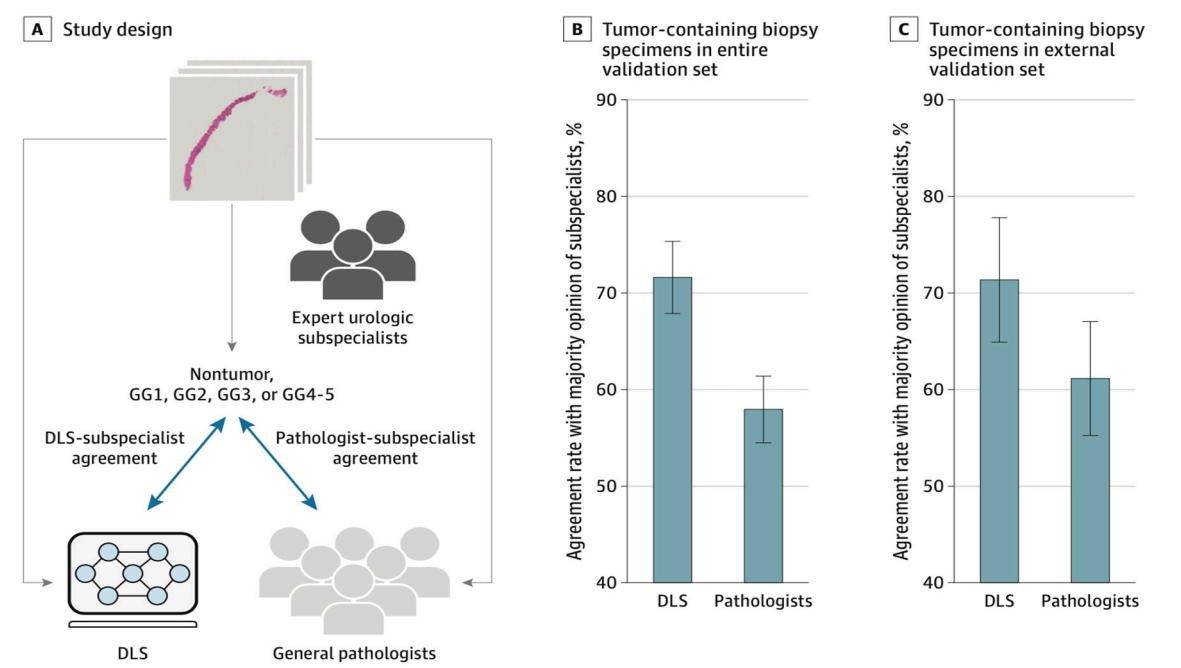 A Study design
Expert urologic
subspecialists
Nontumor,
GG1, GG2, GG3, or GG4-5
DLS-subspecialist
agreement
Pathologist-subspecialist
agreement
DLS
General pathologists
B Tumor-containing biopsy
specimens in entire
validation set
Agreement rate with majority opinion of subspecialists, %
90
80
70
60
50
40
DLS Pathologists
C Tumor-containing biopsy
specimens in external
validation set
Agreement rate with majority opinion of subspecialists, %
90
80
70
60
50
40
DLS Pathologists